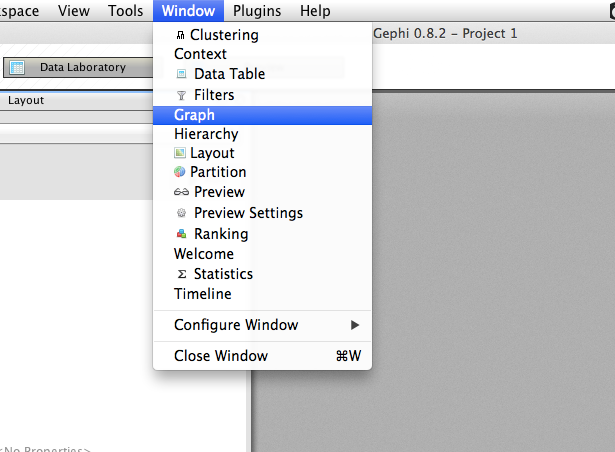 space View Tools Window Plugins Help
Gephi 0.8.2 – Project 1
Data Laboratory
Layout
Clustering
Context
Data Table
Filters
Graph
Hierarchy
Layout
Partition
Preview
Preview Settings
Ranking
Welcome
Statistics
Timeline
Configure Window
Close Window ⌘W
<No Properties>